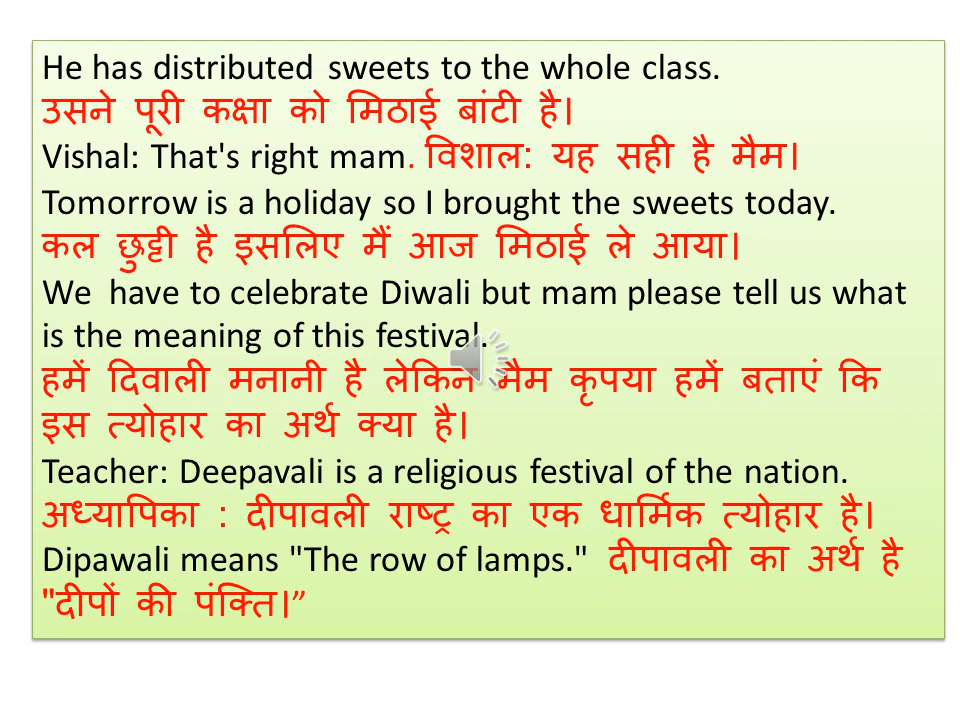 He has distributed sweets to the whole class.
उसने पूरी कक्षा को मिठाई बांटी है।
Vishal: That's right mam. विशाल: यह सही है मैम।
Tomorrow is a holiday so I brought the sweets today.
कल छुट्टी है इसलिए मैं आज मिठाई ले आया।
We have to celebrate Diwali but mam please tell us what
is the meaning of this festival.
हमें दिवाली मनानी है लेकिन मैम कृपया हमें बताएं कि
इस त्योहार का अर्थ क्या है।
Teacher: Deepavali is a religious festival of the nation.
अध्यापिका : दीपावली राष्ट्र का एक धार्मिक त्योहार है।
Dipawali means "The row of lamps." दीपावली का अर्थ है
"दीपों की पंक्ति।”